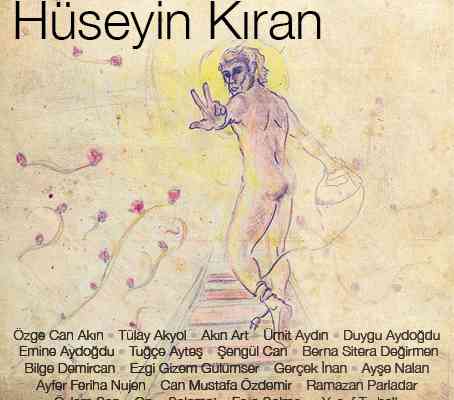 Hüseyin Kıran
Özge Can Akın • Tülay Akyol • Akın Art • Ümit Aydın • Duygu Aydoğdu
Emine Aydoğdu • Tuğçe Ayteş • Şengül Can • Berna Sitera Değirmen
Bilge Demircan • Ezgi Gizem Gülümser • Gerçek İnan • Ayşe Nalan
Ayfer Feriha Nujen • Can Mustafa Özdemir • Ramazan Parladar